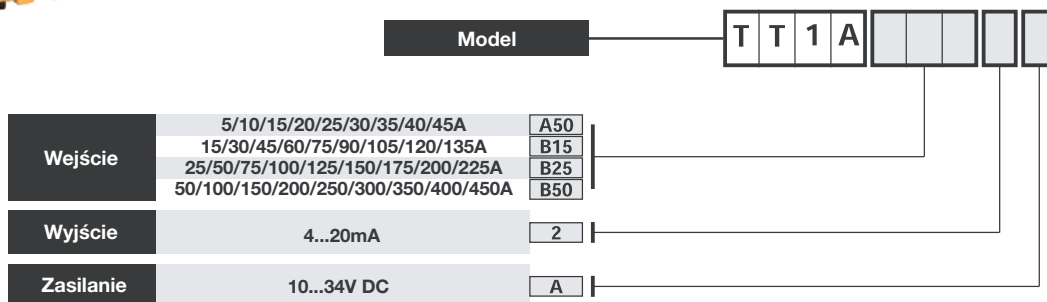 Model TT1A
Wejście
5/10/15/20/25/30/35/40/45A A50
15/30/45/60/75/90/105/120/135A B15
25/50/75/100/125/150/175/200/225A B25
50/100/150/200/250/300/350/400/450A B50
Wyjście 4...20mA 2
Zasilanie 10...34V DC A